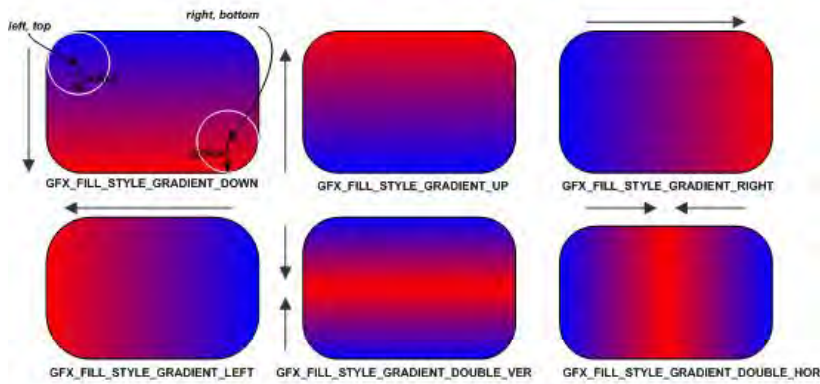 right, bottom
left, top
GFX_FILL_STYLE_GRADIENT_DOWN
GFX_FILL_STYLE_GRADIENT_UP
GFX_FILL_STYLE_GRADIENT_RIGHT
GFX_FILL_STYLE_GRADIENT_LEFT
GFX_FILL_STYLE_GRADIENT_DOUBLE_VER
GFX_FILL_STYLE_GRADIENT_DOUBLE_HOR